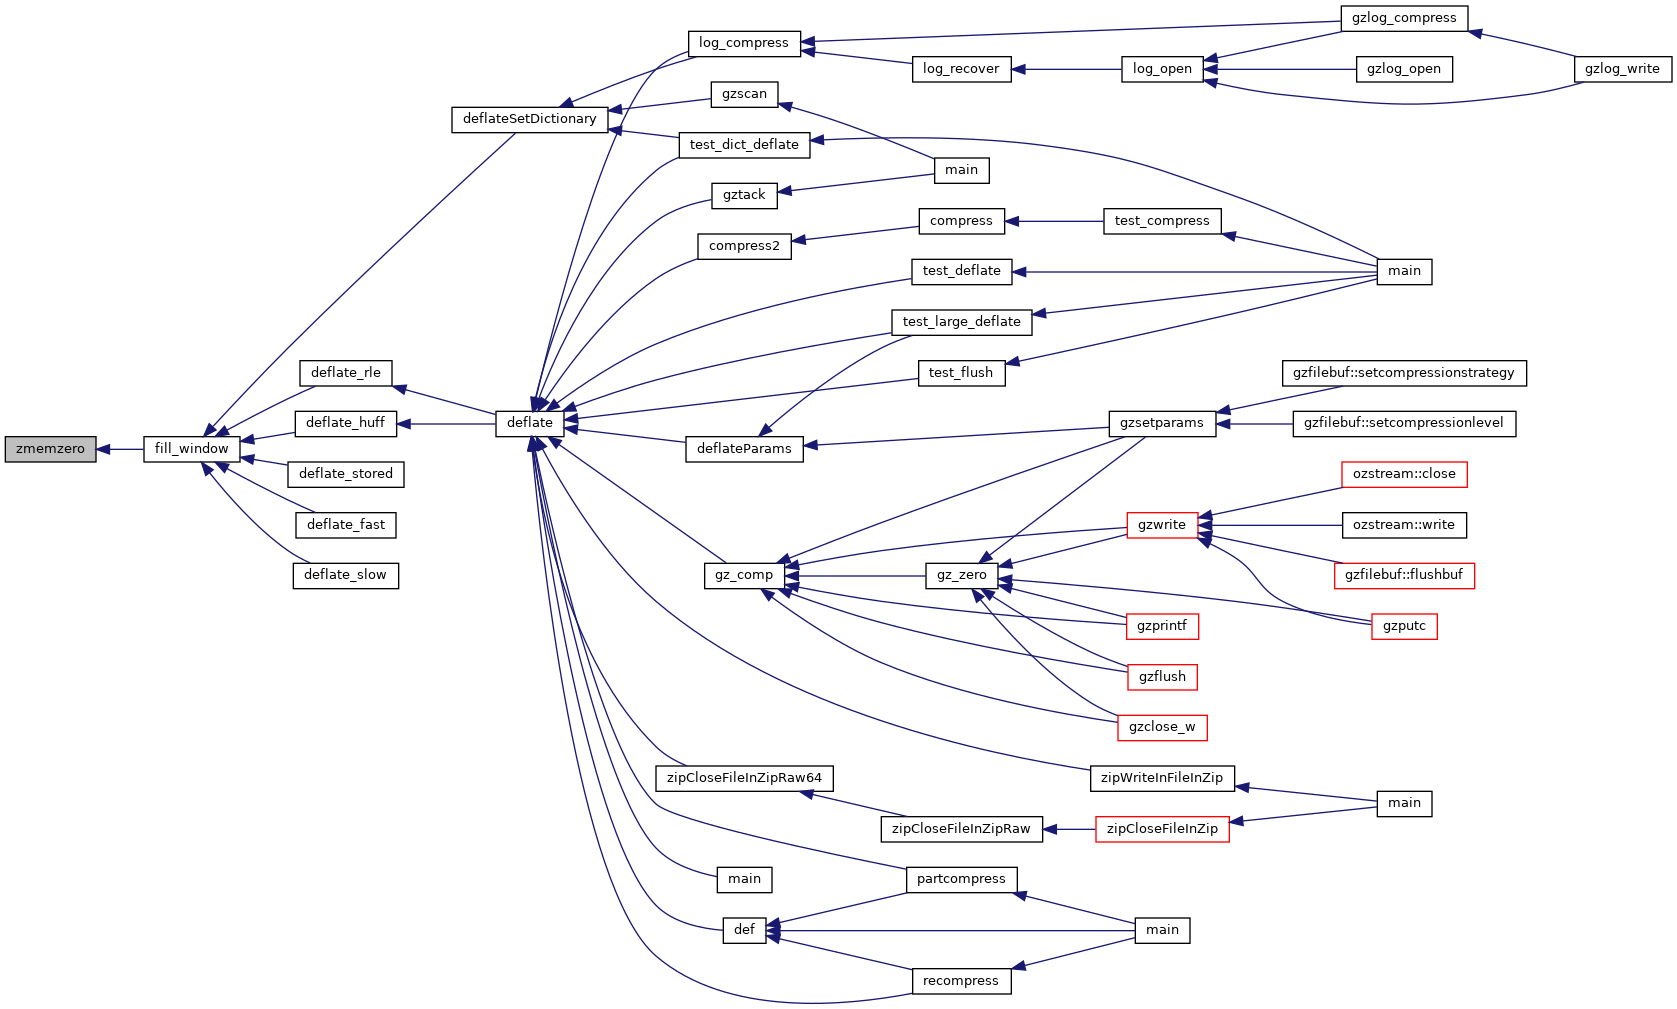 gzlog_compress
log_compress
log_recover
log_open
gzlog_open
gzlog_write
gzscan
deflateSetDictionary
test_dict_deflate
main
gztack
compress
test_compress
compress2
test_deflate
main
test_large_deflate
deflate_rle
test_flush
gzfilebuf::setcompressionstrategy
deflate_huff
deflate
gzsetparams
gzfilebuf::setcompressionlevel
zmemzero
fill_window
deflateParams
deflate_stored
ozstream::close
deflate_fast
gzwrite
ozstream::write
deflate_slow
gz_comp
gz_zero
gzfilebuf::flushbuf
gzprintf
gzputc
gzflush
gzclose_w
zipCloseFileInZipRaw64
zipWriteInFileInZip
main
zipCloseFileInZipRaw
zipCloseFileInZip
main
partcompress
def
main
recompress